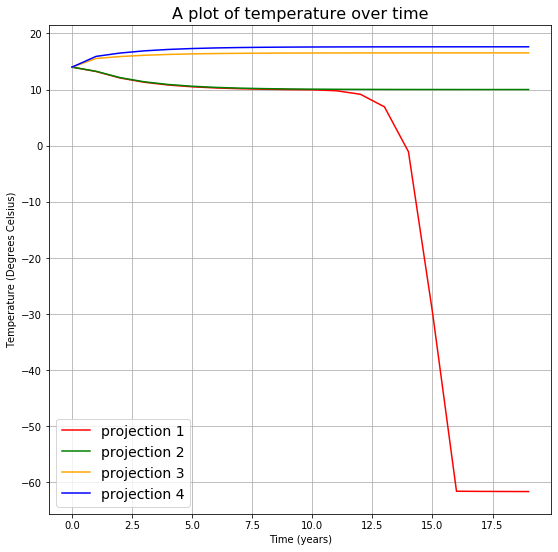 A plot of temperature over time
20
10
0
−10
−20
−30
−40
−50
−60
Temperature (Degrees Celsius)
projection 1
projection 2
projection 3
projection 4
0.0 2.5 5.0 7.5 10.0 12.5 15.0 17.5
Time (years)